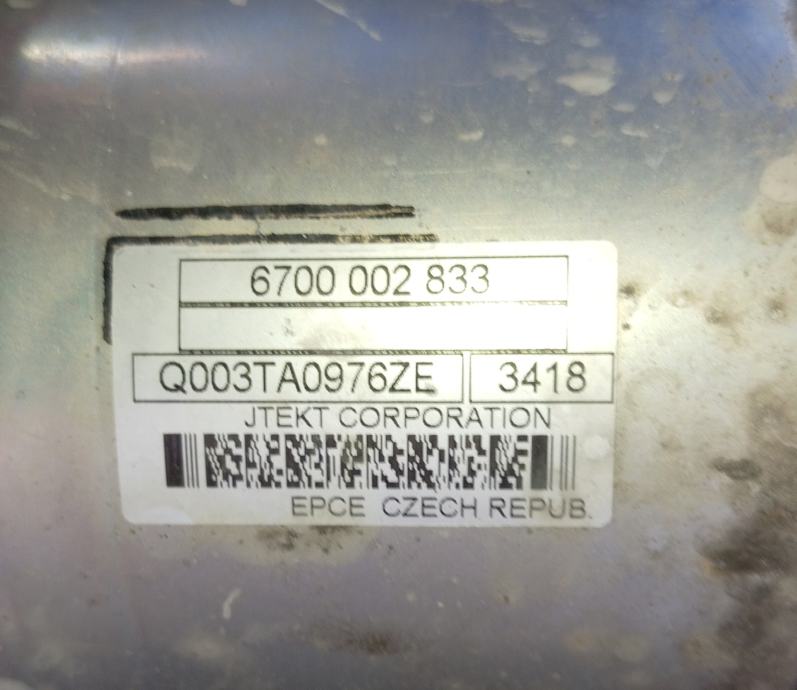 6700 002 833
Q003TA0976ZE 3418
JTEKT CORPORATION
EPCE CZECH REPUB.